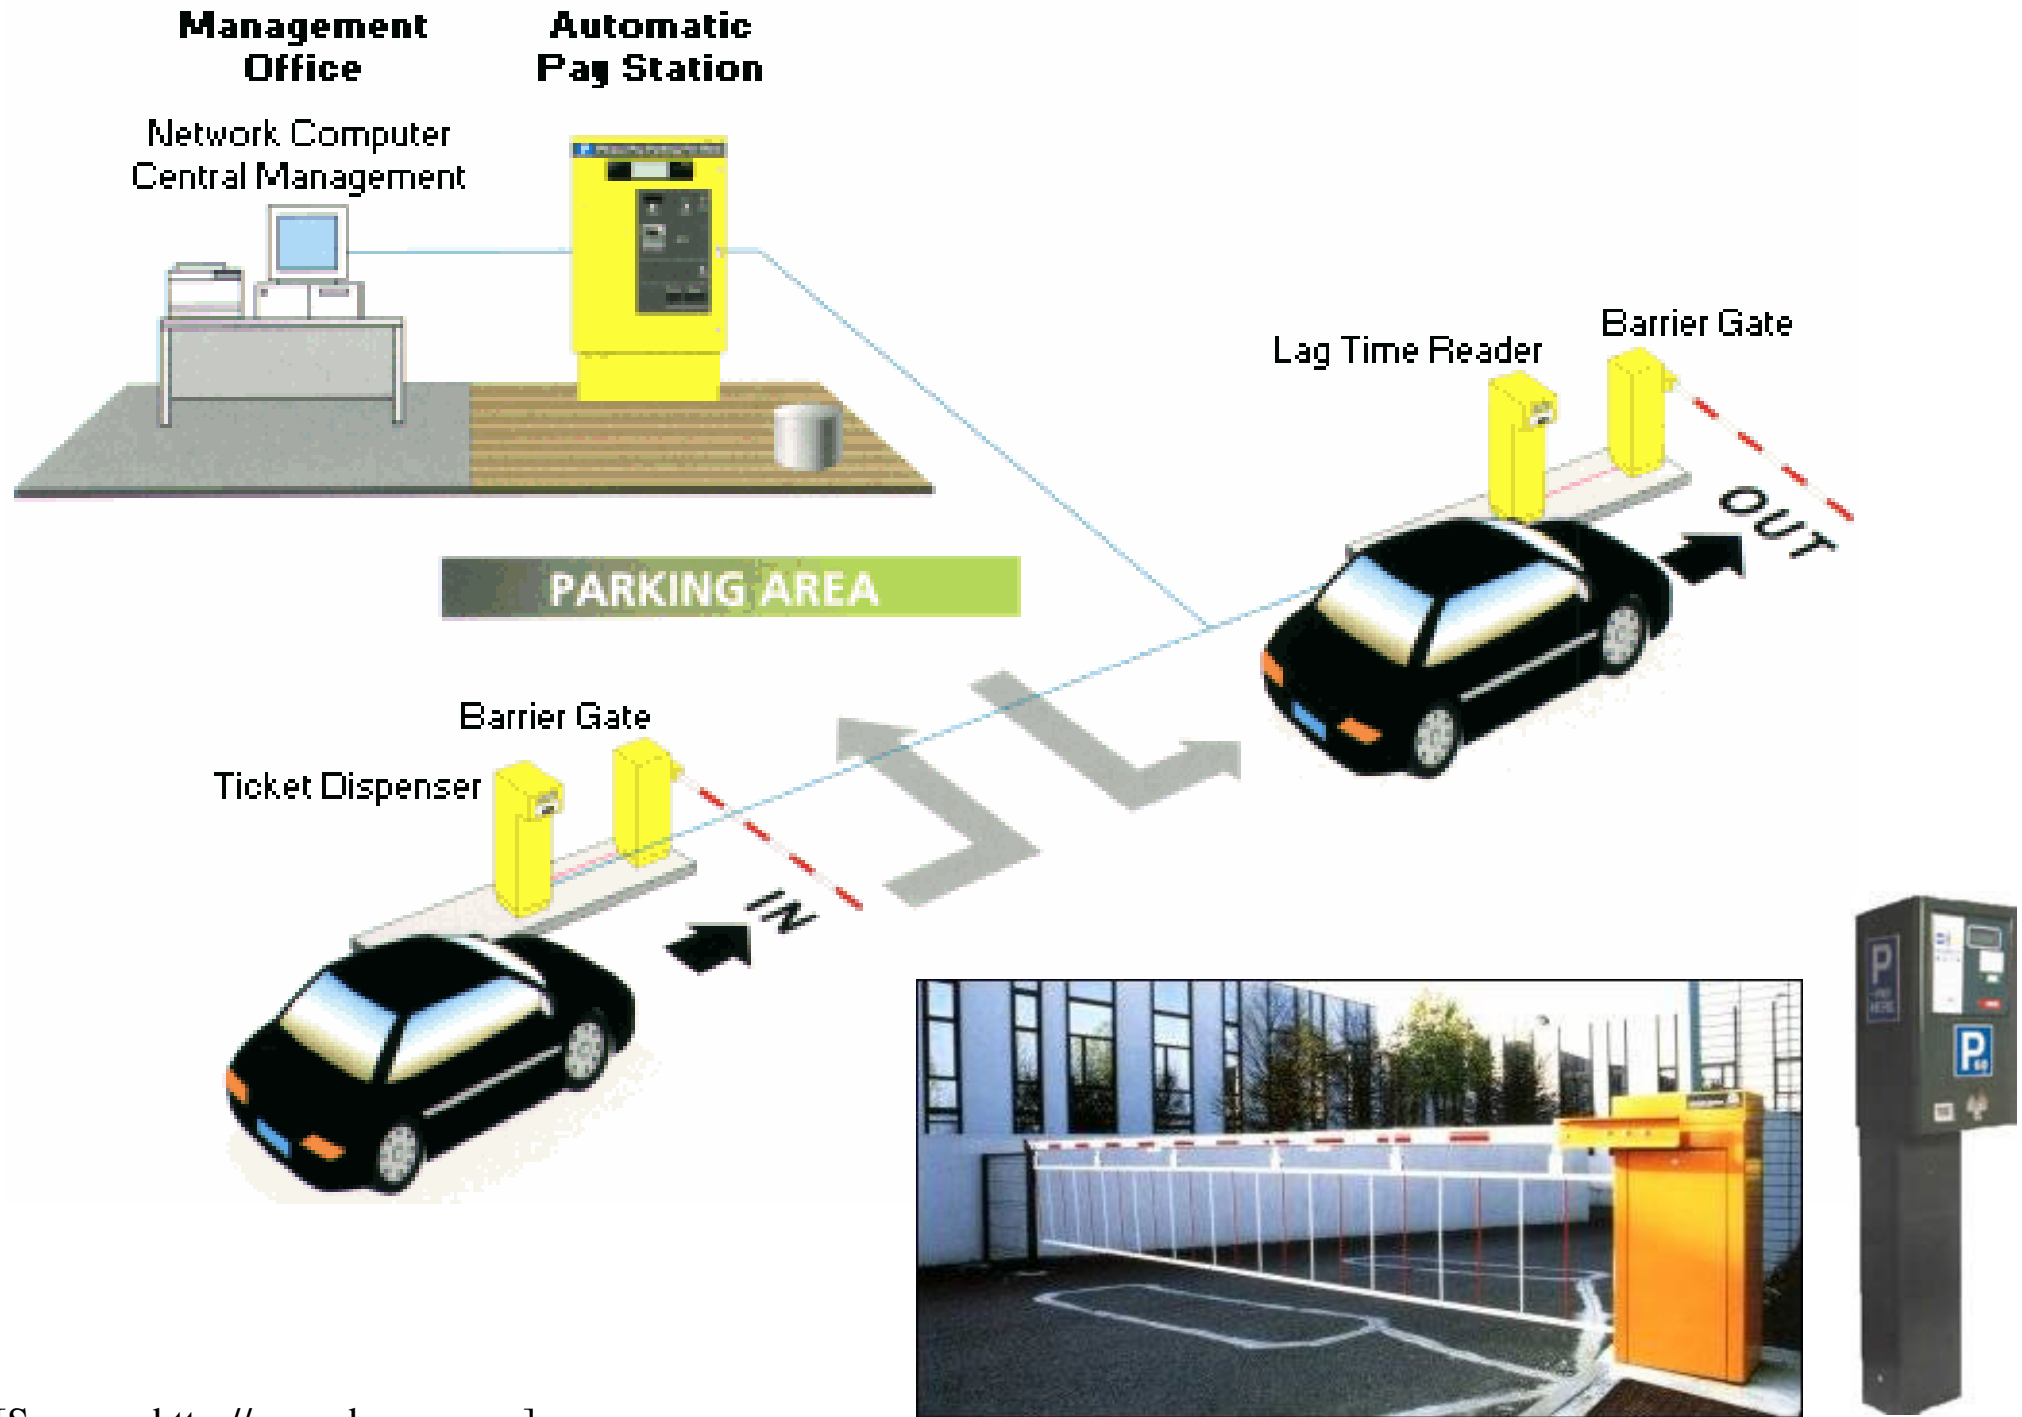 Management
Office
Automatic
Pay Station
Network Computer
Central Management
Barrier Gate
Lag Time Reader
OUT
PARKING AREA
Barrier Gate
Ticket Dispenser
IN
P
HERE
P